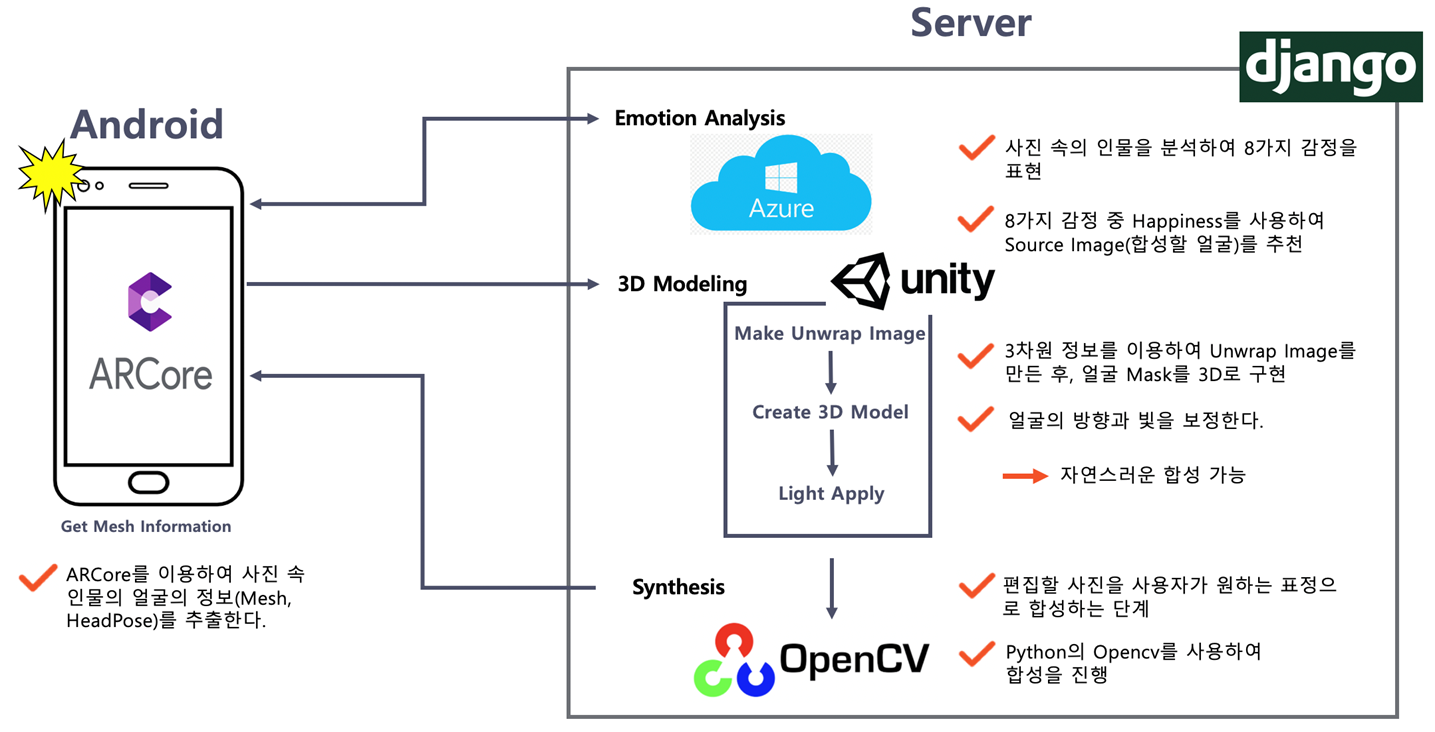 Server
django
Android
ARCore
Get Mesh Information
ARCore를 이용하여 사진 속
인물의 얼굴의 정보(Mesh,
HeadPose)를 추출한다.
Emotion Analysis
Azure
사진 속의 인물을 분석하여 8가지 감정을
표현
8가지 감정 중 Happiness를 사용하여
Source Image(합성할 얼굴)를 추천
3D Modeling
unity
Make Unwrap Image
Create 3D Model
Light Apply
3차원 정보를 이용하여 Unwrap Image를
만든 후, 얼굴 Mask를 3D로 구현
얼굴의 방향과 빛을 보정한다.
자연스러운 합성 가능
Synthesis
OpenCV
편집할 사진을 사용자가 원하는 표정으
로 합성하는 단계
Python의 Opencv를 사용하여
합성을 진행